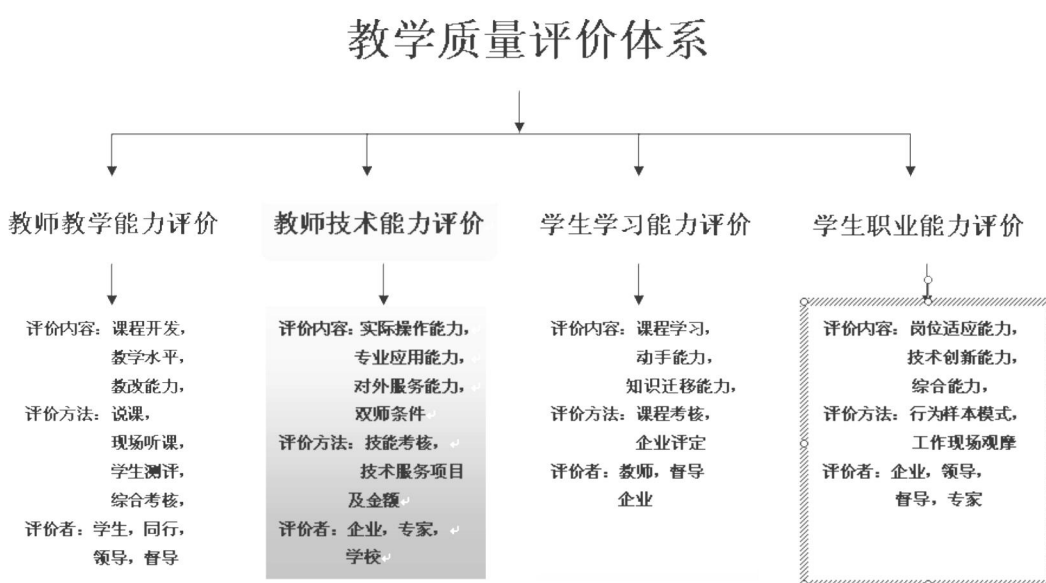 教学质量评价体系
教师教学能力评价
评价内容：课程开发，
教学水平，
教改能力，
评价方法：说课，
现场听课，
学生测评，
综合考核，
评价者：学生，同行，
领导，督导
教师技术能力评价
评价内容：实际操作能力，
专业应用能力，
对外服务能力，
双师条件
评价方法：技能考核，
技术服务项目
及金额
评价者：企业，专家，
学校
学生学习能力评价
评价内容：课程学习，
动手能力，
知识迁移能力，
评价方法：课程考核，
企业评定
评价者：教师，督导
企业
学生职业能力评价
评价内容：岗位适应能力，
技术创新能力，
综合能力，
评价方法：行为样本模式，
工作现场观摩
评价者：企业，领导，
督导，专家